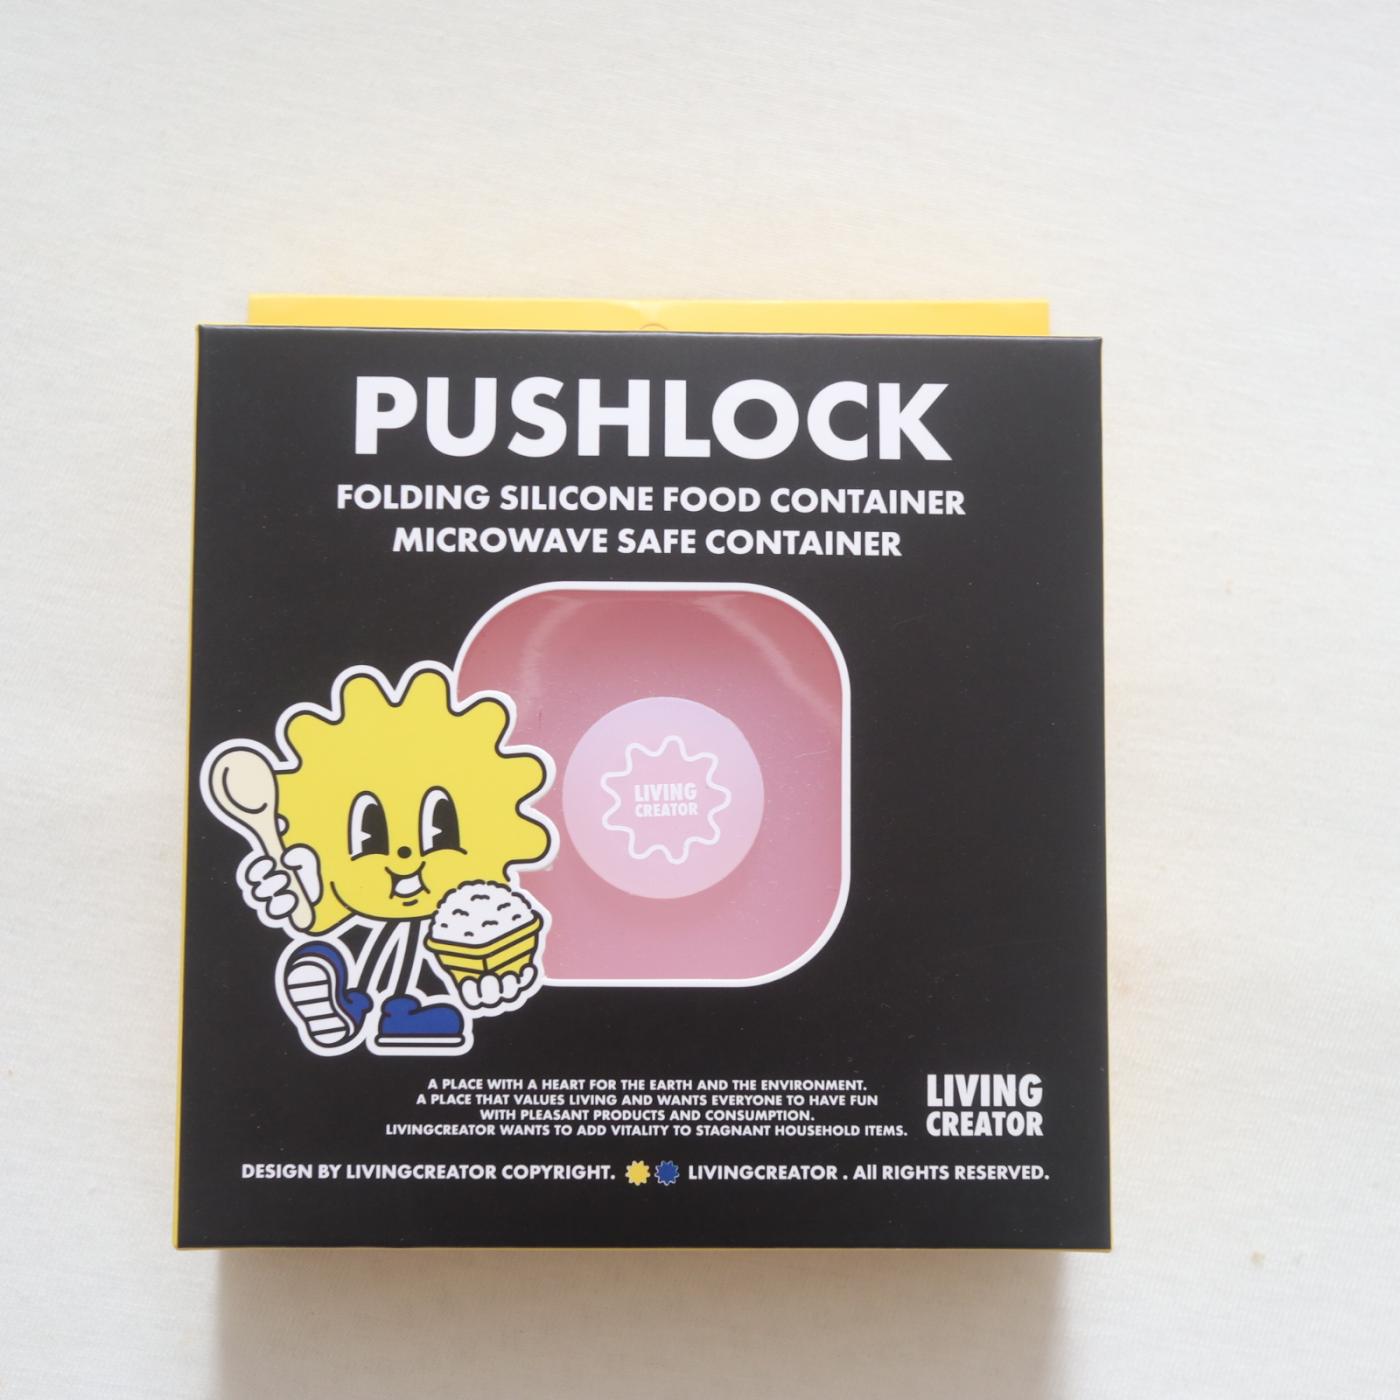 PUSHLOCK
FOLDING SILICONE FOOD CONTAINER
MICROWAVE SAFE CONTAINER
LIVING
CREATOR
A PLACE WITH A HEART FOR THE EARTH AND THE ENVIRONMENT.
A PLACE THAT VALUES LIVING AND WANTS EVERYONE TO HAVE FUN
WITH PLEASANT PRODUCTS AND CONSUMPTION.
LIVINGCREATOR WANTS TO ADD VITALITY TO STAGNANT HOUSEHOLD ITEMS.
LIVING
CREATOR
DESIGN BY LIVINGCREATOR COPYRIGHT. LIVINGCREATOR . All RIGHTS RESERVED.